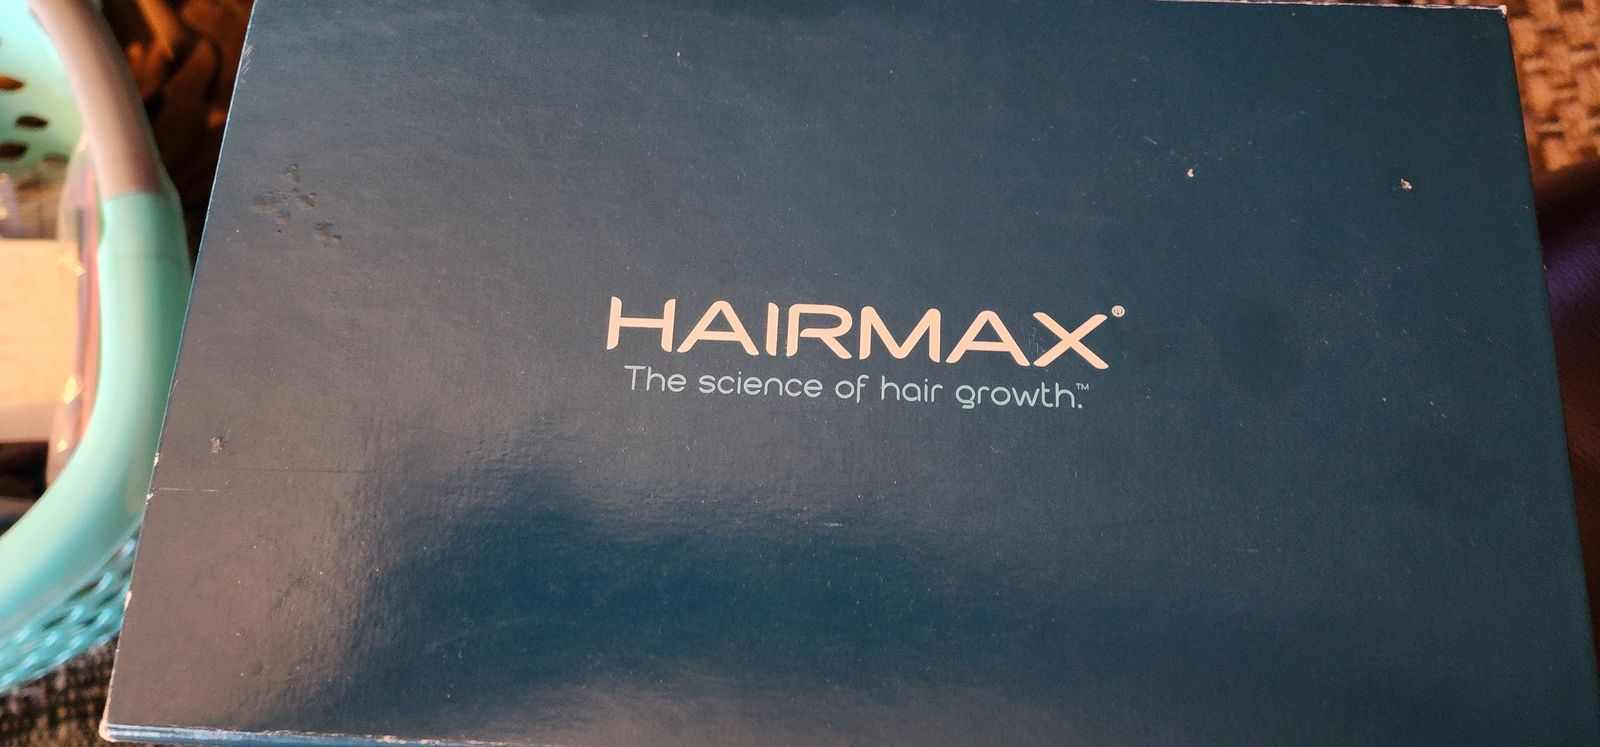 HAIRMAX®
The science of hair growth.™